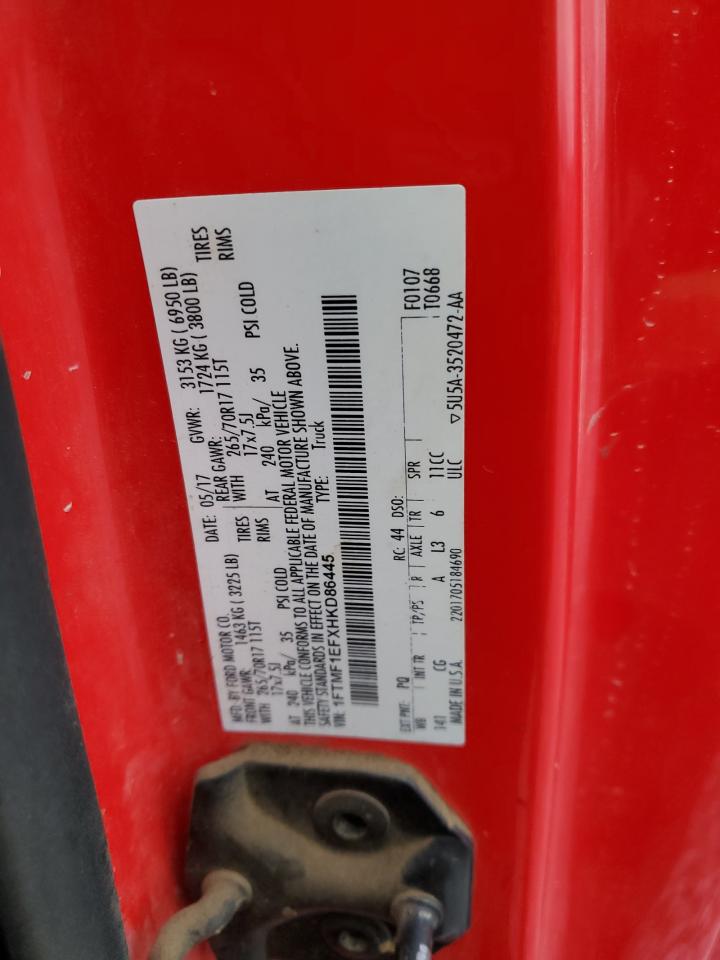 MFD. BY FORD MOTOR CO.
DATE: 05/17 GVWR: 3153 KG ( 6950 LB)
FRONT GAWR: 1463 KG ( 3225 LB) REAR GAWR: 1724 KG ( 3800 LB)
WITH 265/70R17 115T TIRES WITH 265/70R17 115T TIRES
17x7.5J RIMS 17x7.5J RIMS
AT 240 kPa/ 35 PSI COLD AT 240 kPa/ 35 PSI COLD
THIS VEHICLE CONFORMS TO ALL APPLICABLE FEDERAL MOTOR VEHICLE
SAFETY STANDARDS IN EFFECT ON THE DATE OF MANUFACTURE SHOWN ABOVE.
VIN: 1FTMF1EFXHKD86445 TYPE: Truck
F0107
T0668
EXT PNT: PQ RC: 44 DSO:
WB INT TR TP/PS R AXLE TR SPR
141 CG A L3 6 11CC
MADE IN U.S.A. 2201705184690 ULC ▽5U5A-3520472-AA